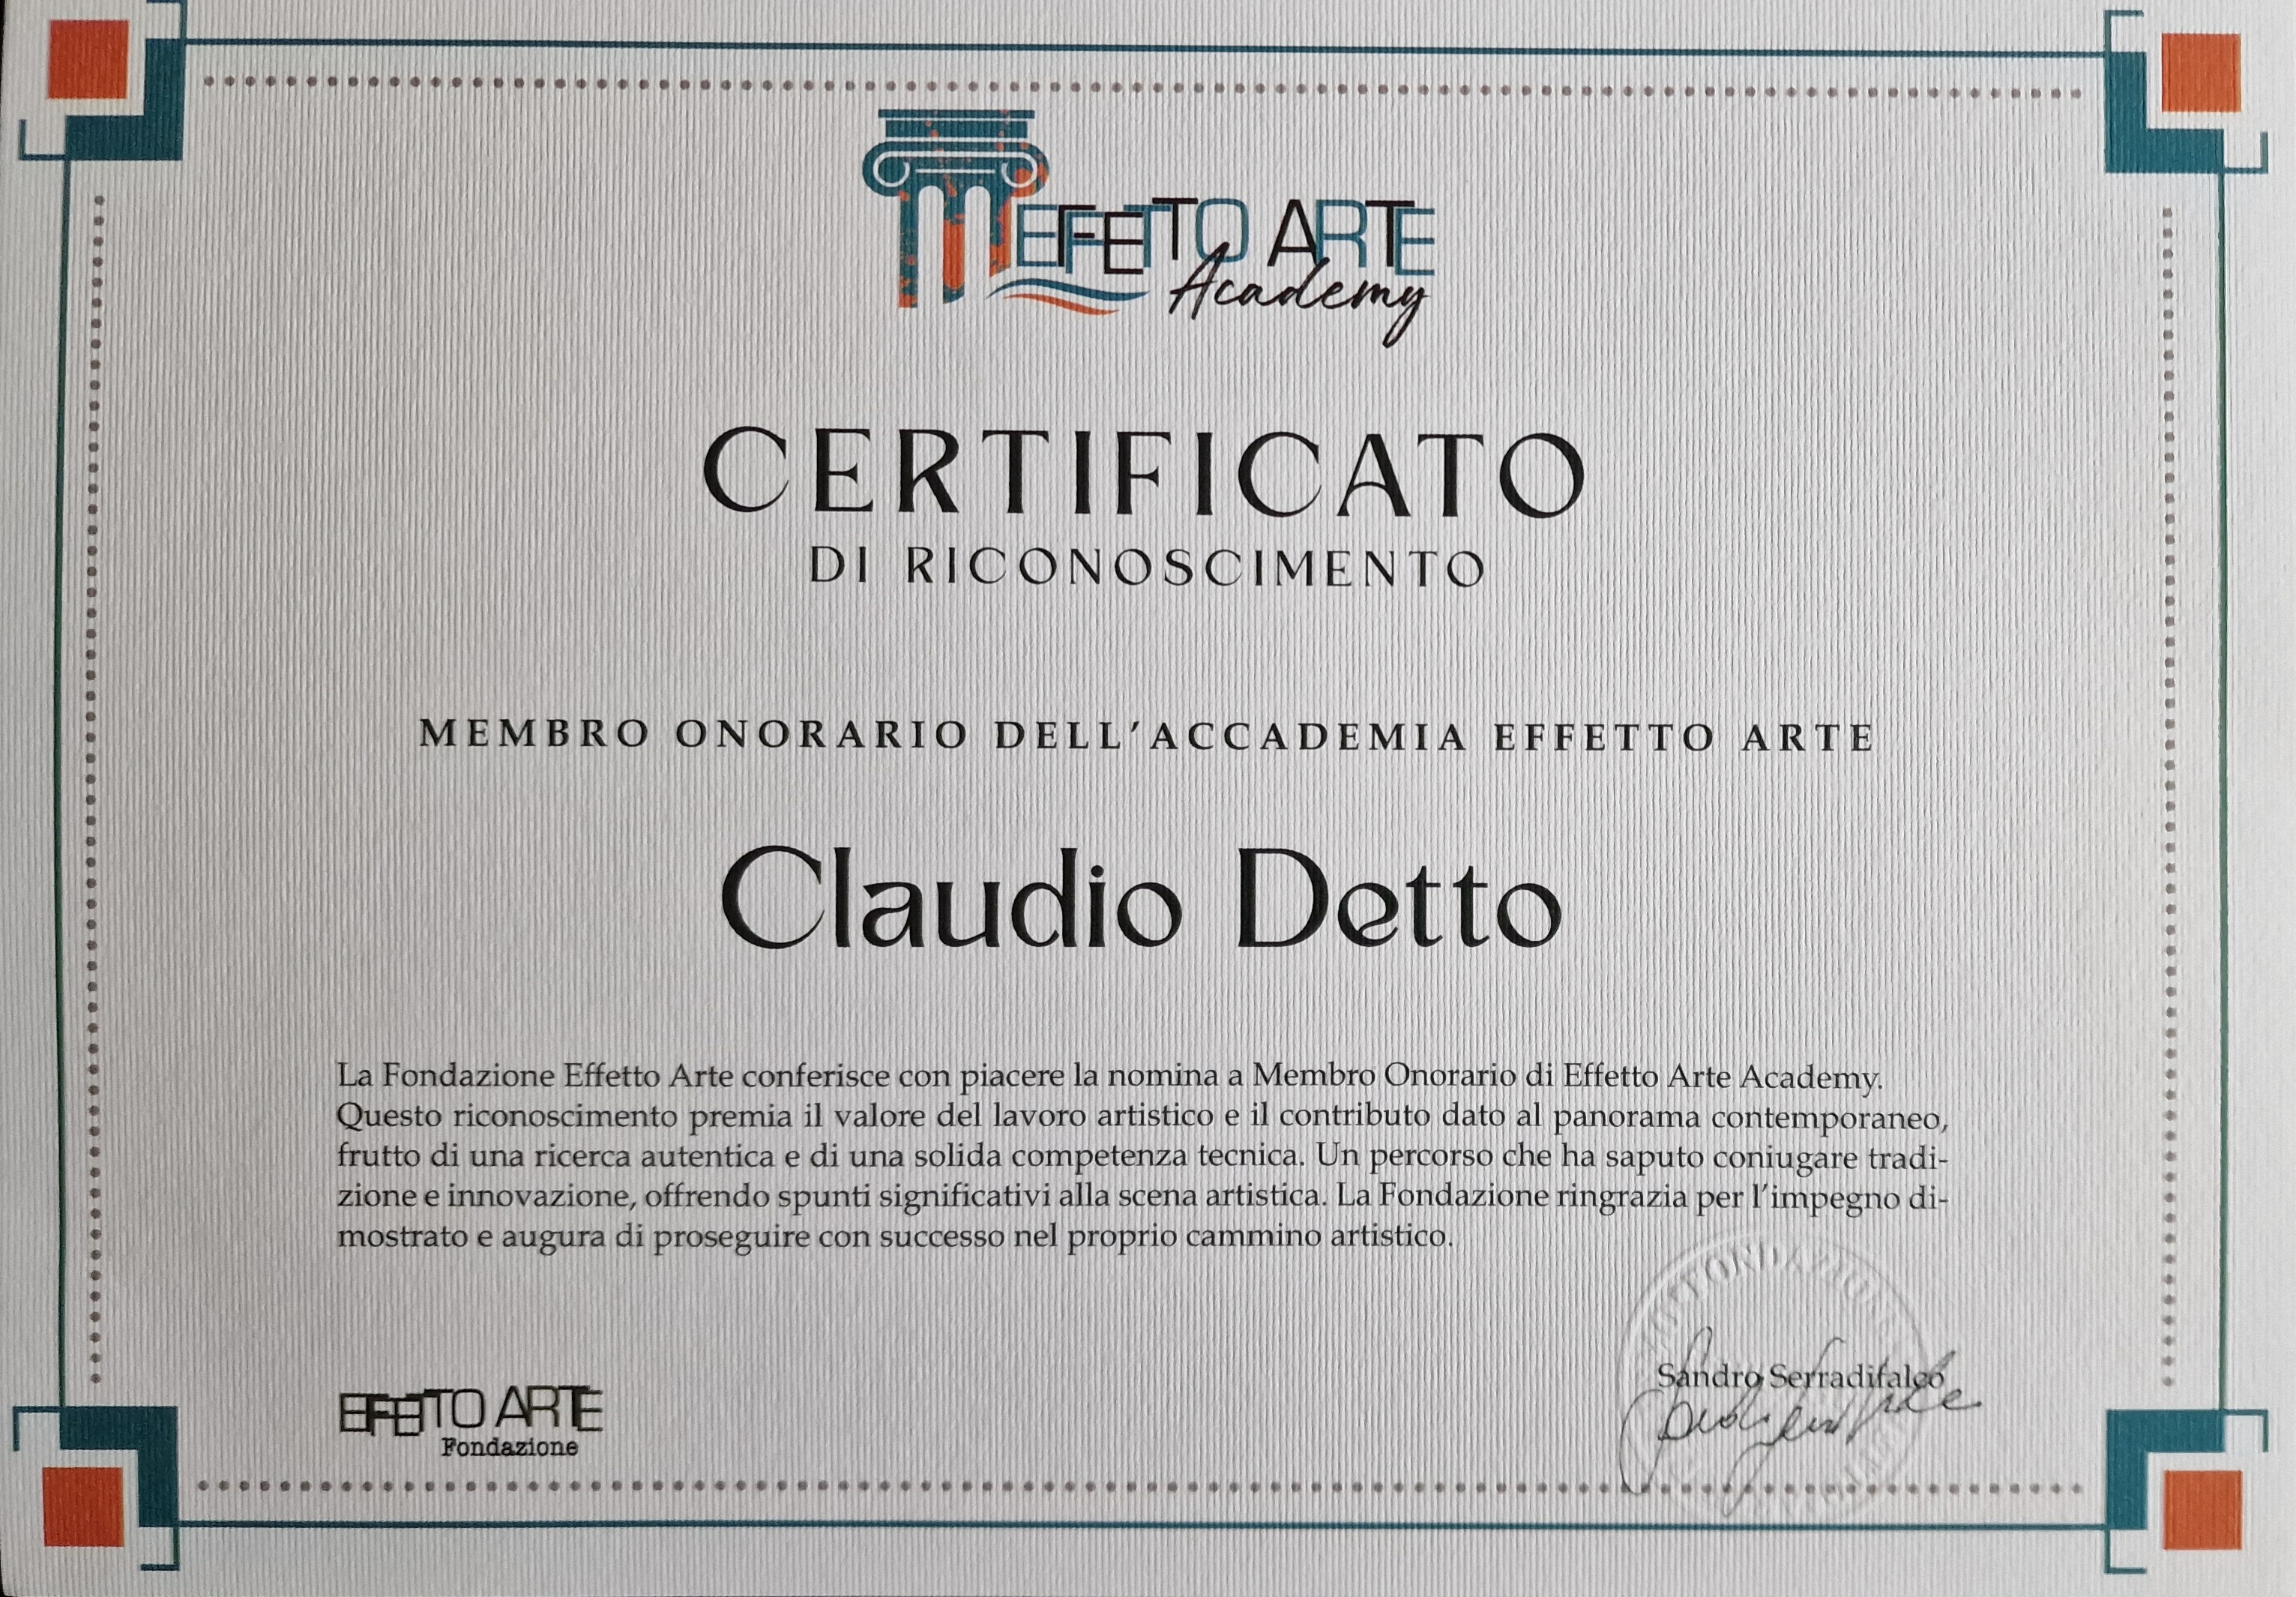 EFFETTO ARTE
Academy
CERTIFICATO
DI RICONOSCIMENTO
MEMBRO ONORARIO DELL'ACCADEMIA EFFETTO ARTE
Claudio Detto
La Fondazione Effetto Arte conferisce con piacere la nomina a Membro Onorario di Effetto Arte Academy.
Questo riconoscimento premia il valore del lavoro artistico e il contributo dato al panorama contemporaneo,
frutto di una ricerca autentica e di una solida competenza tecnica. Un percorso che ha saputo coniugare tradi-
zione e innovazione, offrendo spunti significativi alla scena artistica. La Fondazione ringrazia per l'impegno di-
mostrato e augura di proseguire con successo nel proprio cammino artistico.
FONDAZIONE
Sandro Serradifalco
EFFETTO ARTE
Fondazione